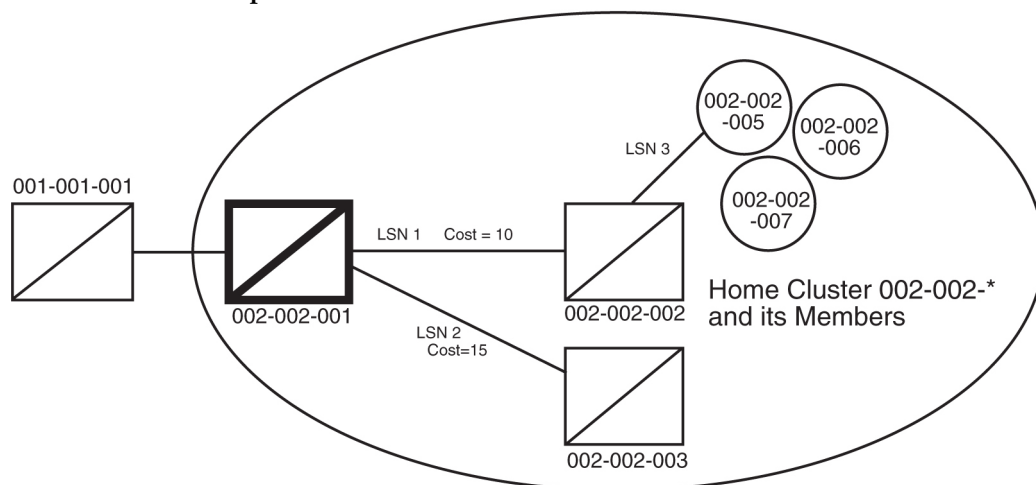 002-002
-005
002-002
-006
LSN 3
001-001-001
002-002
-007
LSN 1 Cost = 10
Home Cluster 002-002-*
and its Members
002-002-001
002-002-002
LSN 2
Cost=15
002-002-003